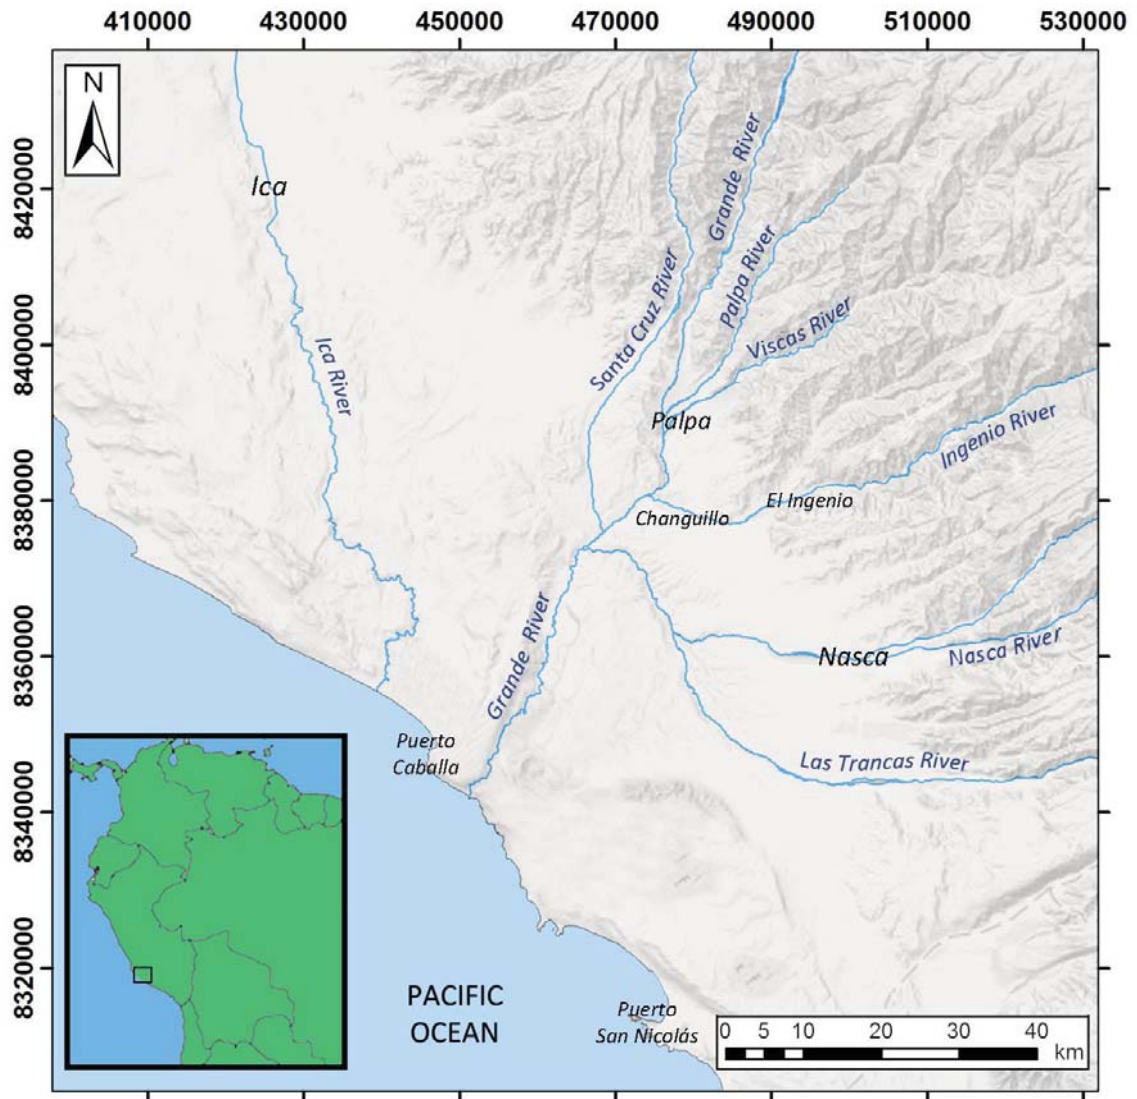 410000 430000 450000 470000 490000 510000 530000
N
8420000
8400000
8380000
8360000
8340000
8320000
Ica
Ica River
Santa Cruz River
Grande River
Palpa River
Viscas River
Palpa
Ingenio River
El Ingenio
Changuillo
Grande River
Nasca
Nasca River
Las Trancas River
Puerto
Caballa
PACIFIC
OCEAN
Puerto
San Nicolás
0 5 10 20 30 40
km